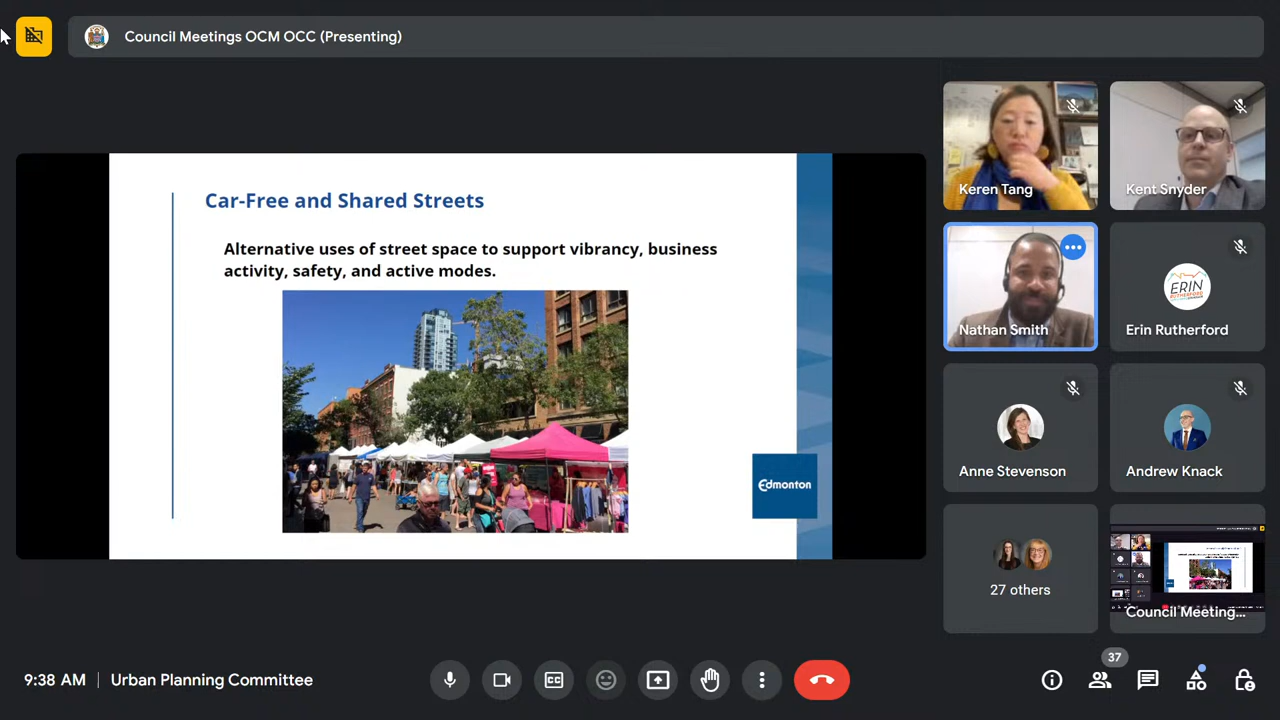 Council Meetings OCM OCC (Presenting)
Car-Free and Shared Streets
Alternative uses of street space to support vibrancy, business
activity, safety, and active modes.
Edmonton
Keren Tang
Kent Snyder
Nathan Smith
ERIN
RUTHERFORD
Erin Rutherford
Anne Stevenson
Andrew Knack
27 others
Council Meeting...
9:38 AM
Urban Planning Committee
CC
37